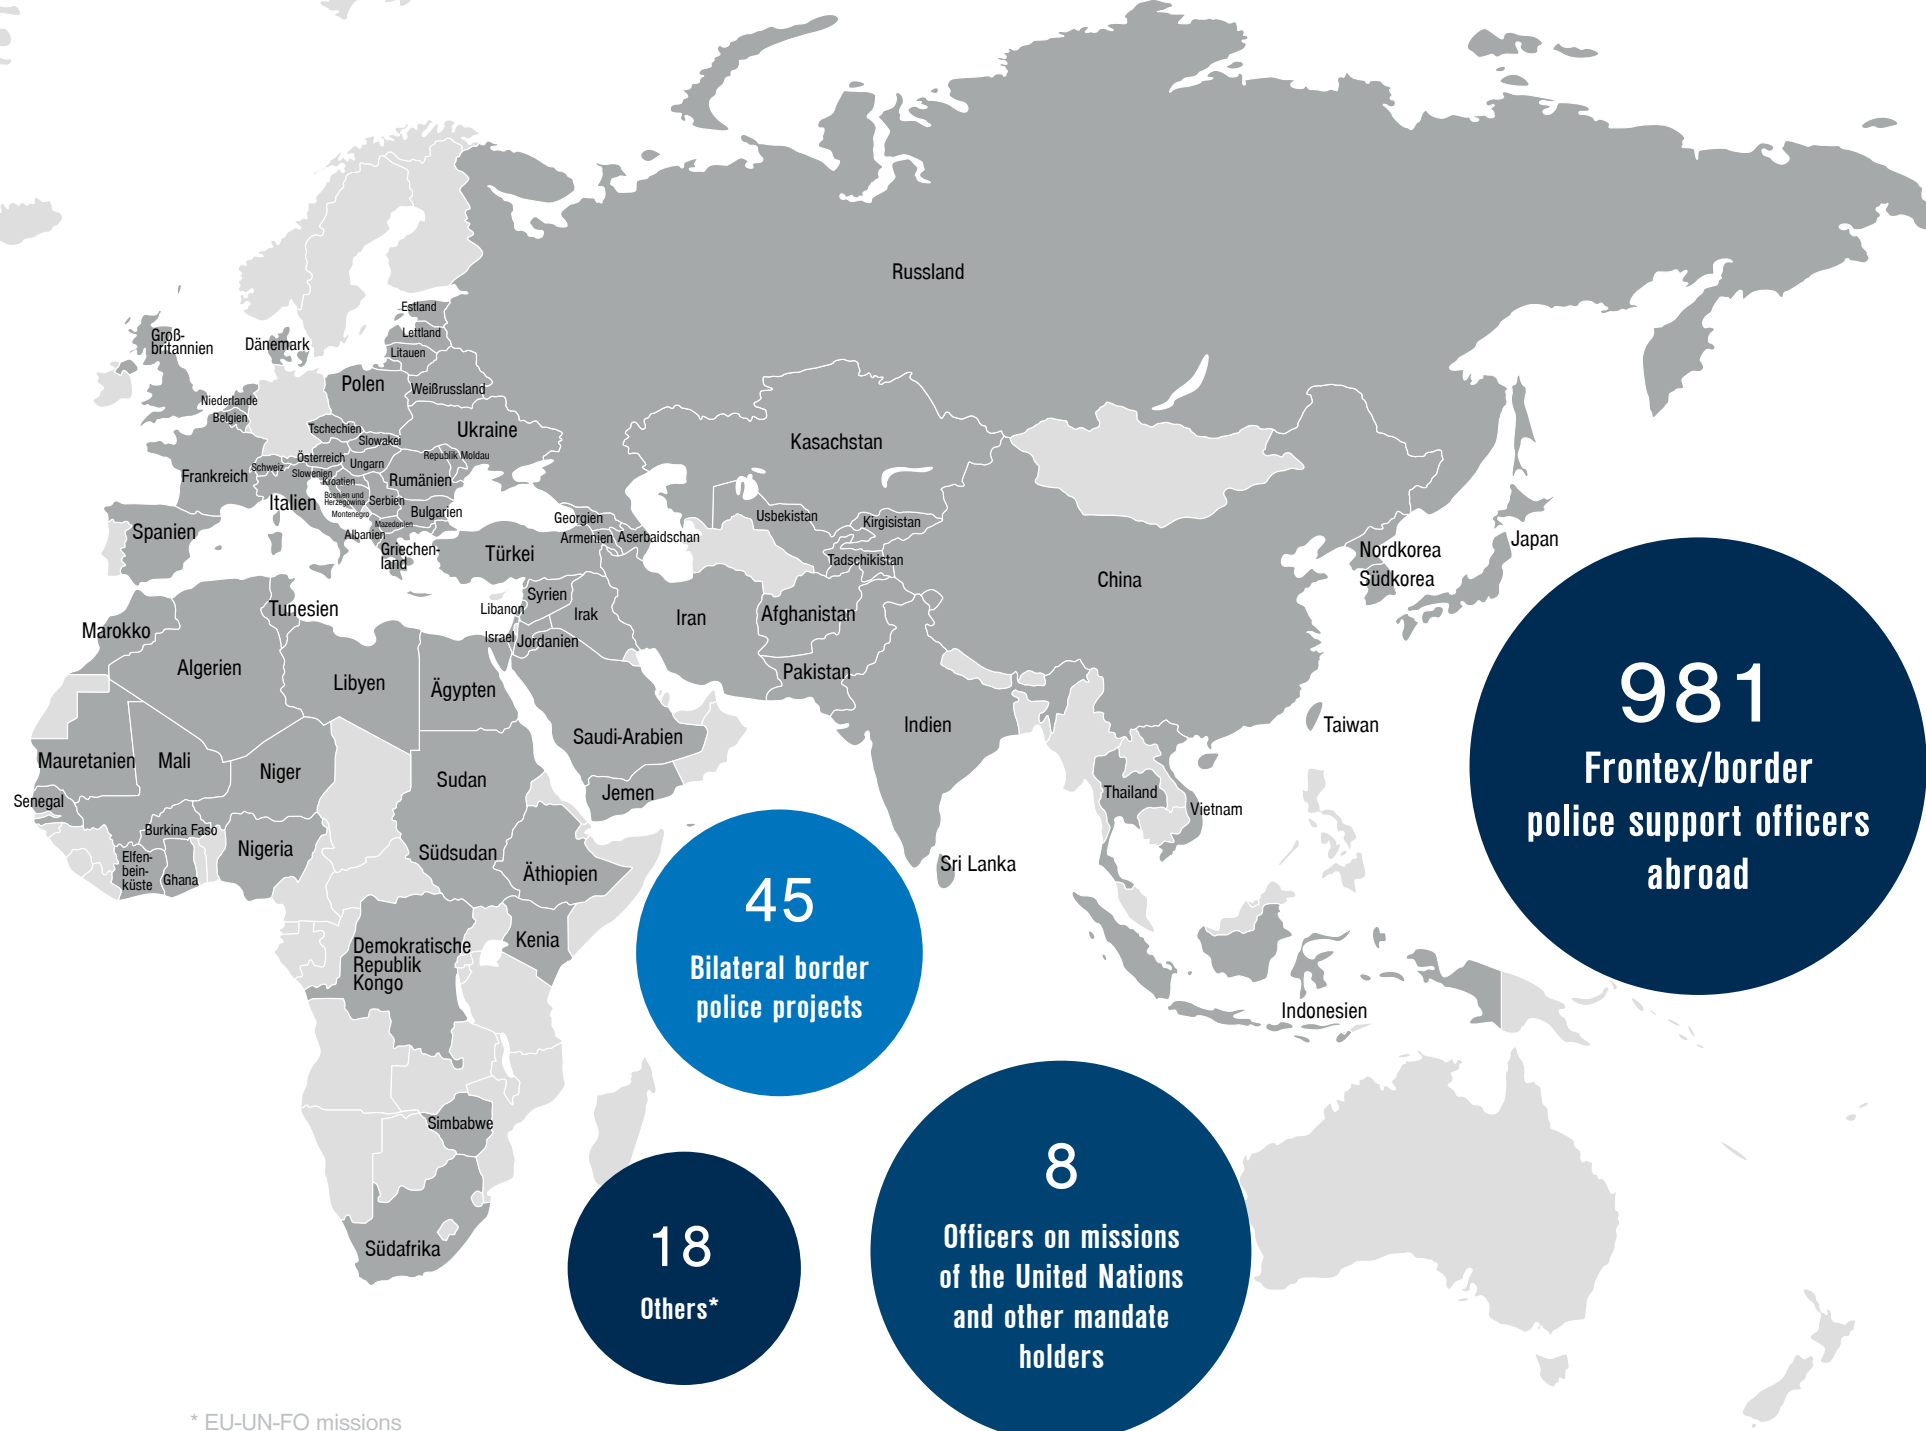 Russland
Estland
Lettland
Litauen
Groß-
britannien
Dänemark
Polen
Weißrussland
Niederlande
Belgien
Tschechien
Slowakei
Ukraine
Kasachstan
Österreich
Ungarn
Republik Moldau
Schweiz
Slowenien
Kroatien
Frankreich
Rumänien
Italien
Bosnien und
Herzegowina
Serbien
Montenegro
Bulgarien
Mazedonien
Albanien
Griechen-
land
Spanien
Georgien
Armenien
Aserbaidschan
Türkei
Usbekistan
Kirgisistan
Tadschikistan
China
Nordkorea
Südkorea
Japan
Syrien
Libanon
Irak
Israel
Jordanien
Iran
Afghanistan
Pakistan
Tunesien
Marokko
Algerien
Libyen
Ägypten
Saudi-Arabien
Indien
Taiwan
Mauretanien
Mali
Niger
Sudan
Jemen
Thailand
Vietnam
Senegal
Burkina Faso
Nigeria
Südsudan
Äthiopien
Elfen-
bein-
küste
Ghana
Sri Lanka
Demokratische
Republik
Kongo
Kenia
Indonesien
Simbabwe
Südafrika
981
Frontex/border
police support officers
abroad
45
Bilateral border
police projects
8
Officers on missions
of the United Nations
and other mandate
holders
18
Others*
* EU-UN-FO missions